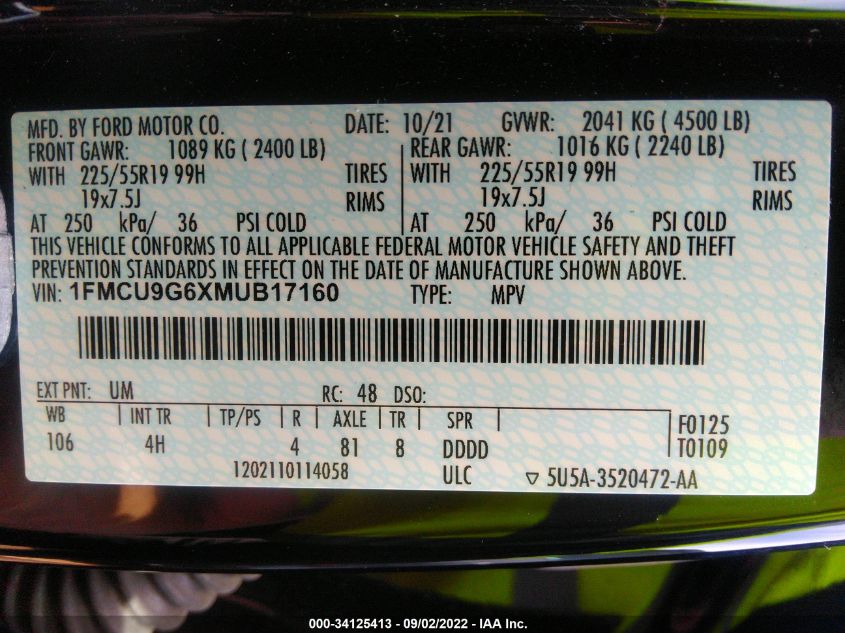 MFD. BY FORD MOTOR CO. DATE: 10/21 GVWR: 2041 KG ( 4500 LB)
FRONT GAWR: 1089 KG ( 2400 LB) REAR GAWR: 1016 KG ( 2240 LB)
WITH 225/55R19 99H TIRES WITH 225/55R19 99H TIRES
19x7.5J RIMS 19x7.5J RIMS
AT 250 kPa/ 36 PSI COLD AT 250 kPa/ 36 PSI COLD
THIS VEHICLE CONFORMS TO ALL APPLICABLE FEDERAL MOTOR VEHICLE SAFETY AND THEFT
PREVENTION STANDARDS IN EFFECT ON THE DATE OF MANUFACTURE SHOWN ABOVE.
VIN: 1FMCU9G6XMUB17160 TYPE: MPV
EXT PNT: UM RC: 48 DSO:
WB INT TR TP/PS R AXLE TR SPR F0125
106 4H 4 81 8 DDDD T0109
1202110114058 ULC ▽ 5U5A-3520472-AA
000-34125413 - 09/02/2022 - IAA Inc.